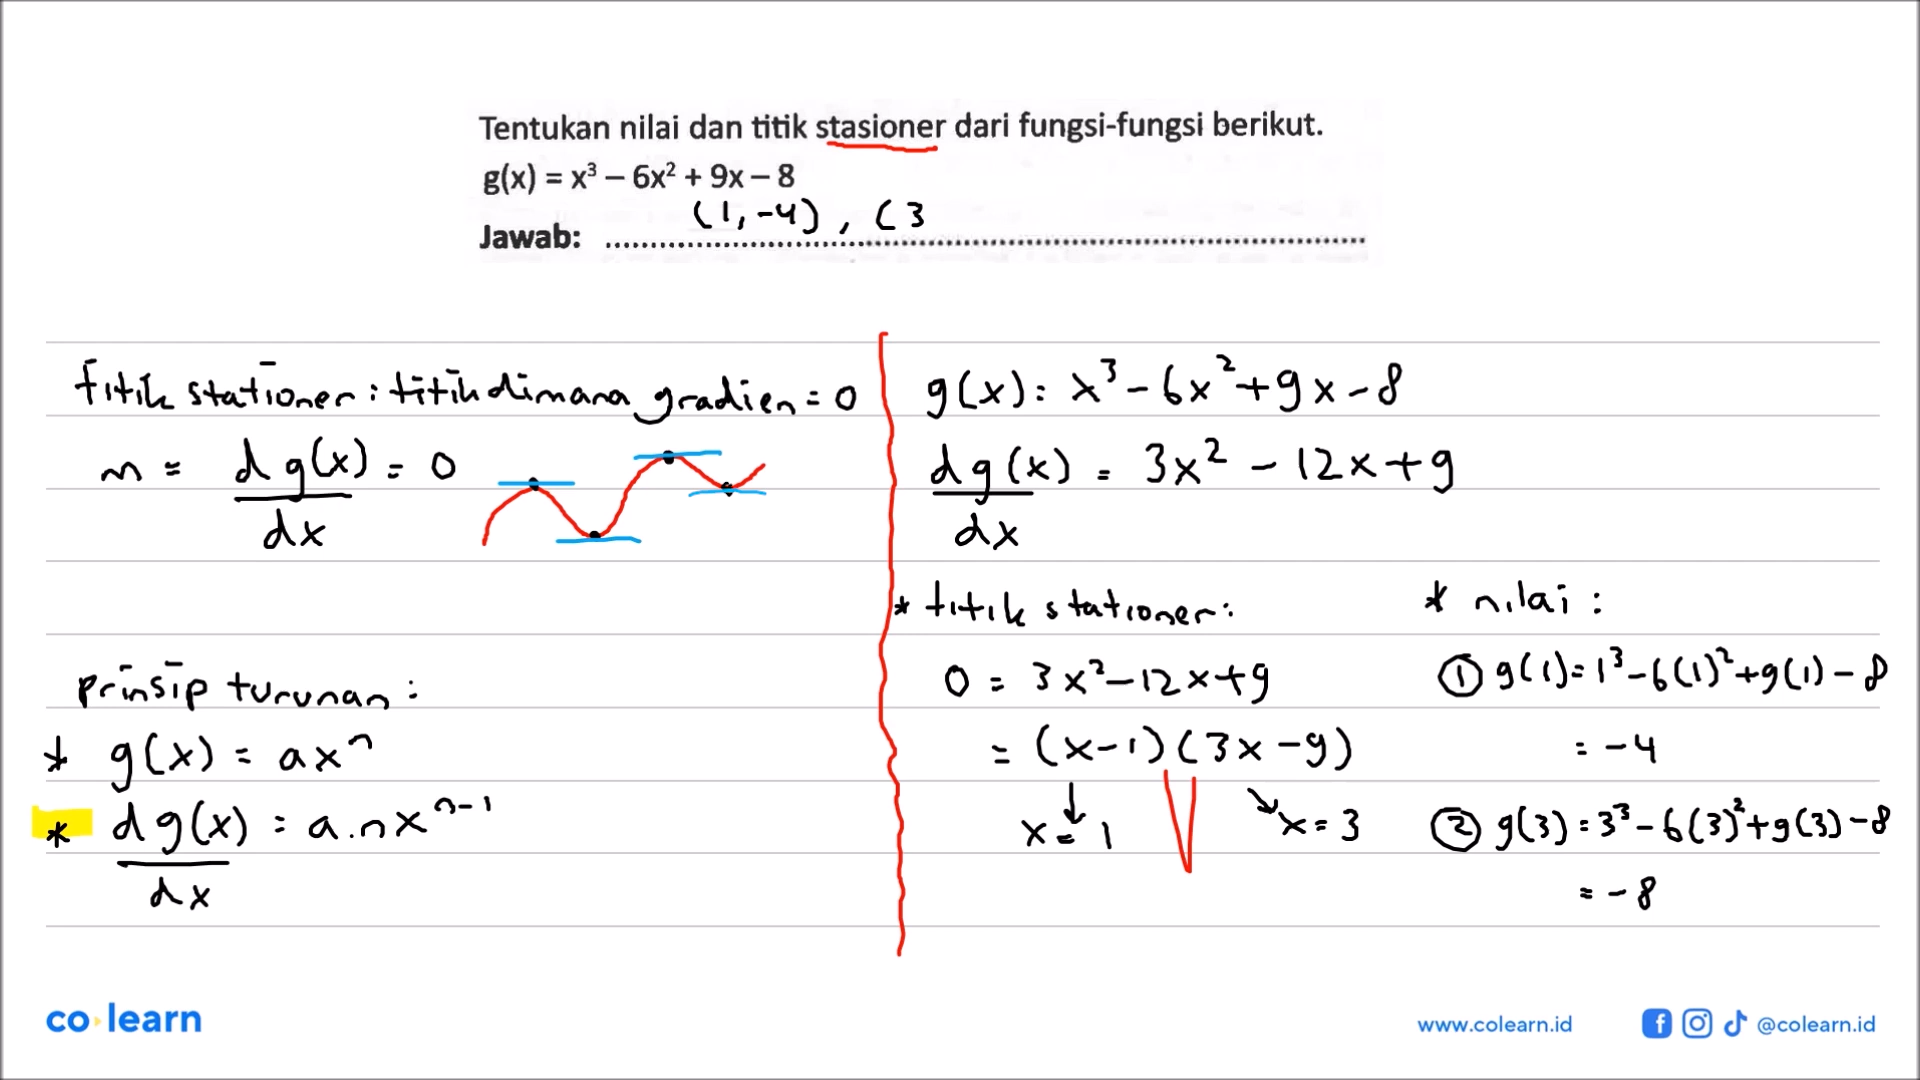 Tentukan nilai dan titik stasioner dari fungsi-fungsi berikut.
g(x) = x³ – 6x² + 9x – 8
(1, -4) , (3
Jawab: ................................................................
titik stationer : titik dimana gradien = 0
m = dg(x)/dx = 0
prinsip turunan :
* g(x) = ax^n
* dg(x)/dx = a.nx^(n-1)
g(x) : x³ - 6x² + 9x - 8
dg(x)/dx = 3x² - 12x + 9
* titik stationer :
0 = 3x² - 12x + 9
= (x-1)(3x-9)
x = 1 V x = 3
* nilai :
① g(1) = 1³ - 6(1)² + 9(1) - 8
= -4
② g(3) = 3³ - 6(3)² + 9(3) - 8
= -8
co learn
www.colearn.id
@colearn.id